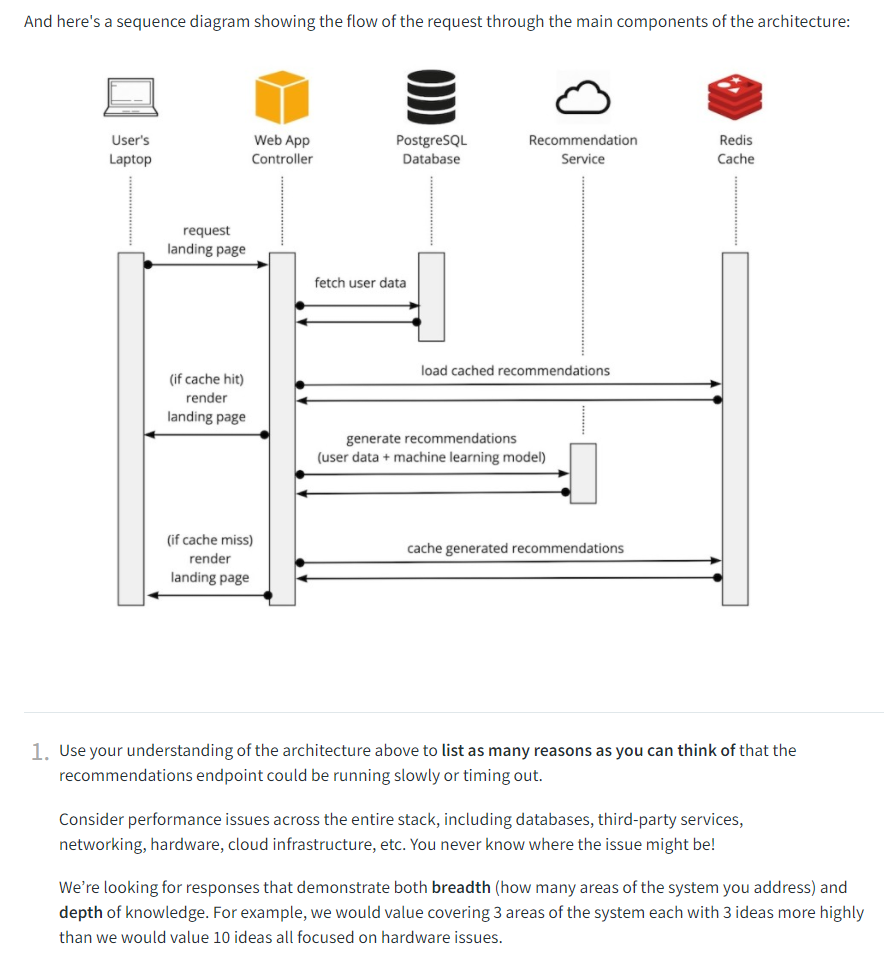 And here's a sequence diagram showing the flow of the request through the main components of the architecture:
User's
Laptop
Web App
Controller
PostgreSQL
Database
Recommendation
Service
Redis
Cache
request
landing page
fetch user data
load cached recommendations
(if cache hit)
render
landing page
generate recommendations
(user data + machine learning model)
(if cache miss)
render
landing page
cache generated recommendations
1. Use your understanding of the architecture above to list as many reasons as you can think of that the
recommendations endpoint could be running slowly or timing out.
Consider performance issues across the entire stack, including databases, third-party services,
networking, hardware, cloud infrastructure, etc. You never know where the issue might be!
We're looking for responses that demonstrate both breadth (how many areas of the system you address) and
depth of knowledge. For example, we would value covering 3 areas of the system each with 3 ideas more highly
than we would value 10 ideas all focused on hardware issues.